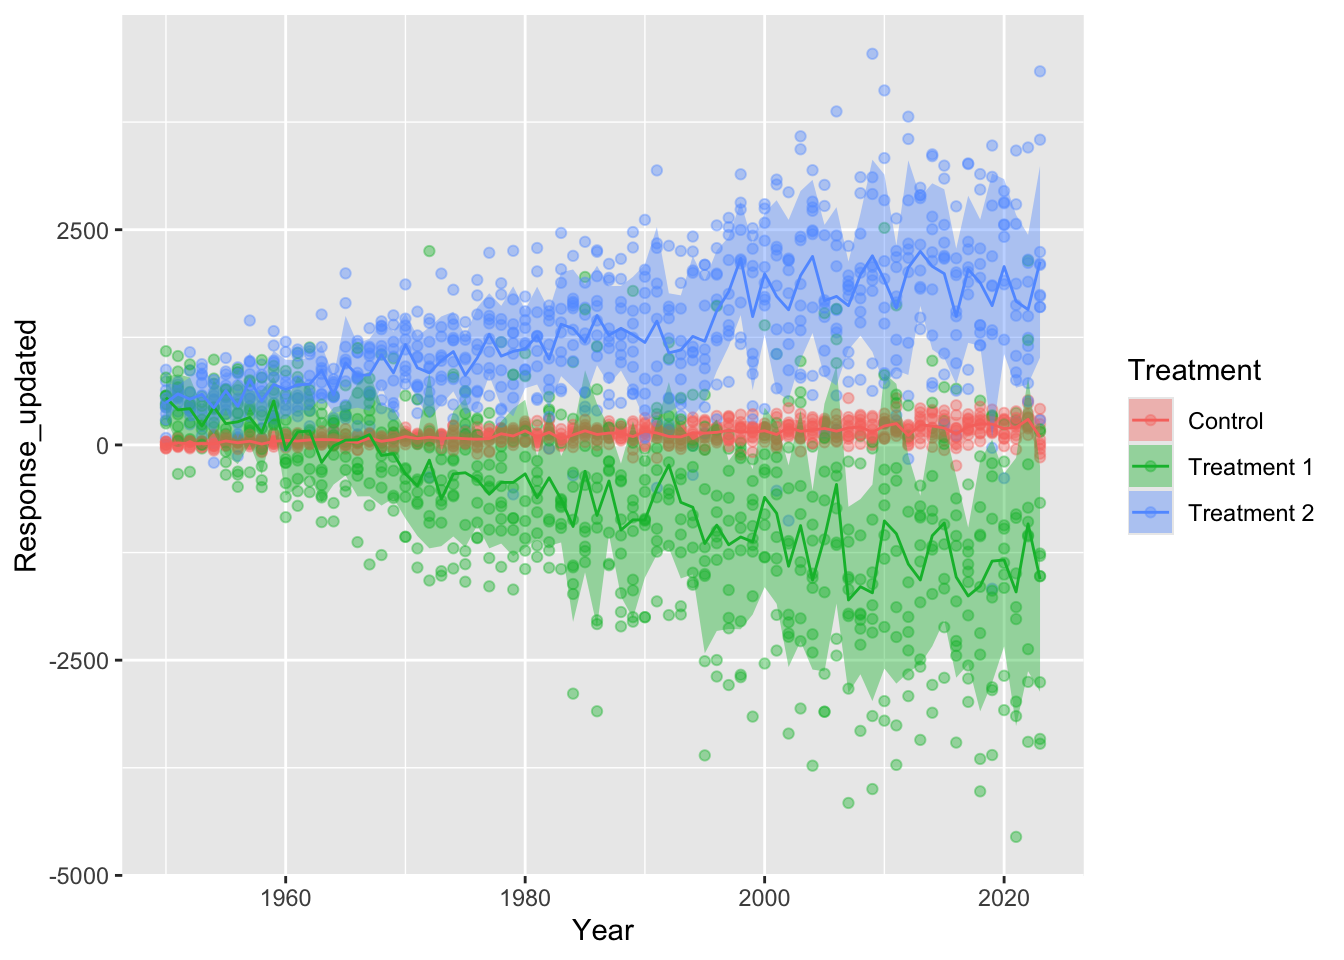 2500
0
-2500
-5000
Response_updated
1960
1980
2000
2020
Year
Treatment
Control
Treatment 1
Treatment 2